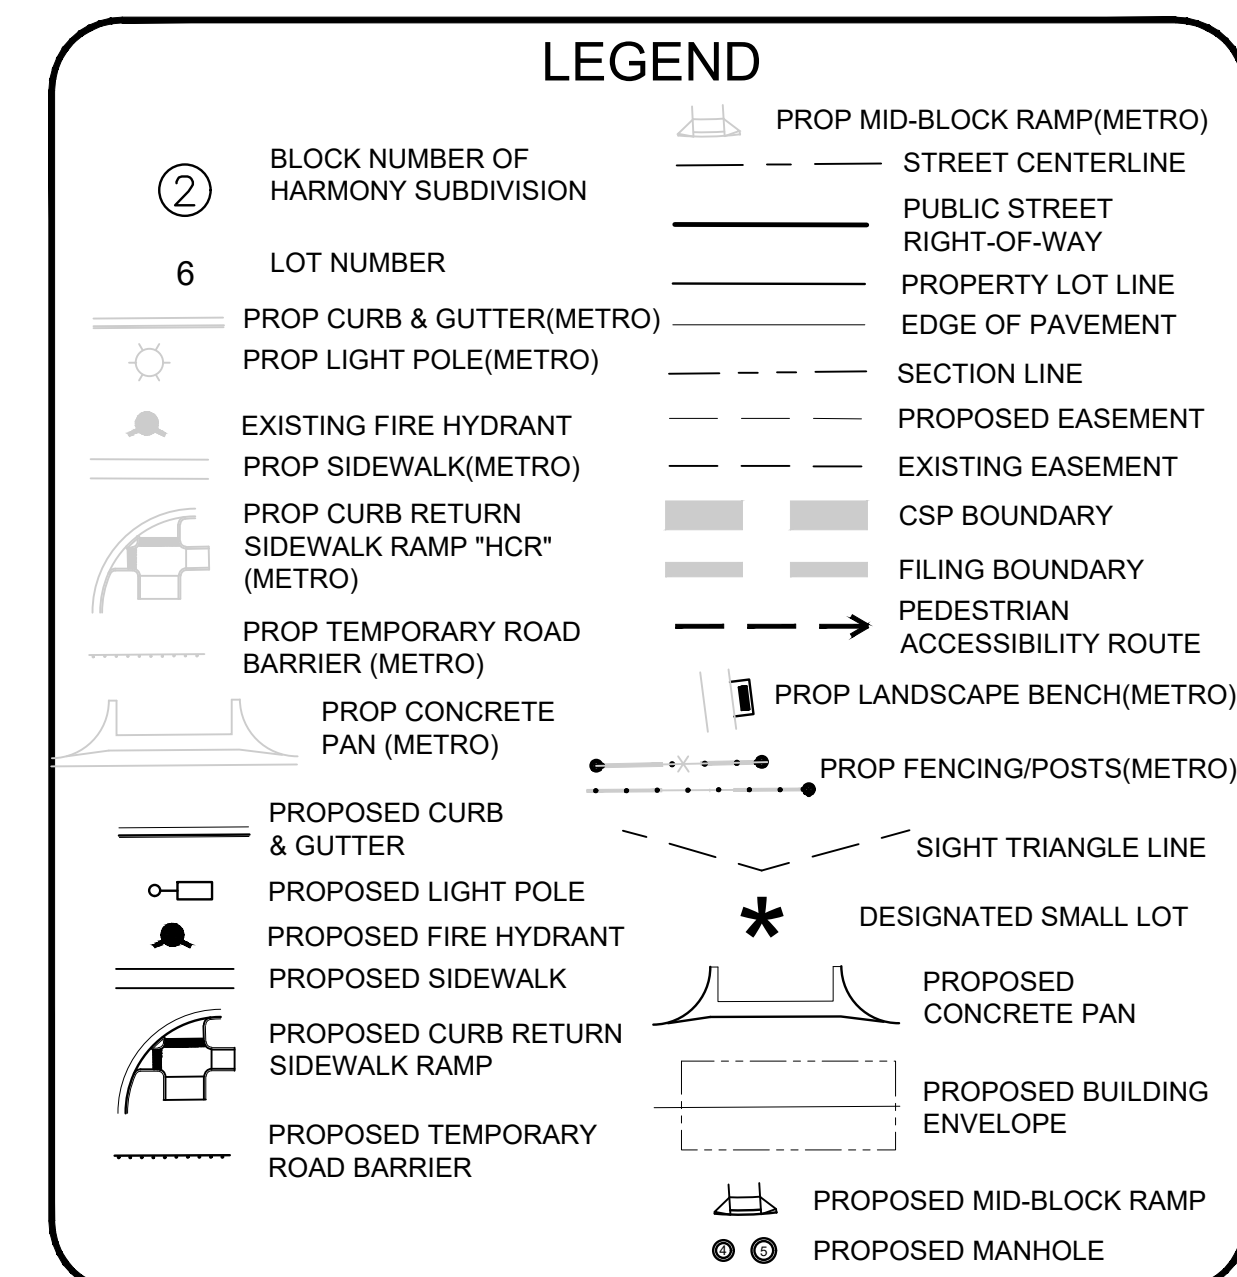 LEGEND
2
BLOCK NUMBER OF
HARMONY SUBDIVISION
6
LOT NUMBER
PROP CURB & GUTTER(METRO)
PROP LIGHT POLE(METRO)
EXISTING FIRE HYDRANT
PROP SIDEWALK(METRO)
PROP CURB RETURN
SIDEWALK RAMP "HCR"
(METRO)
PROP TEMPORARY ROAD
BARRIER (METRO)
PROP CONCRETE
PAN (METRO)
PROPOSED CURB
& GUTTER
PROPOSED LIGHT POLE
PROPOSED FIRE HYDRANT
PROPOSED SIDEWALK
PROPOSED CURB RETURN
SIDEWALK RAMP
PROPOSED TEMPORARY
ROAD BARRIER
PROP MID-BLOCK RAMP(METRO)
STREET CENTERLINE
PUBLIC STREET
RIGHT-OF-WAY
PROPERTY LOT LINE
EDGE OF PAVEMENT
SECTION LINE
PROPOSED EASEMENT
EXISTING EASEMENT
CSP BOUNDARY
FILING BOUNDARY
PEDESTRIAN
ACCESSIBILITY ROUTE
PROP LANDSCAPE BENCH(METRO)
PROP FENCING/POSTS(METRO)
SIGHT TRIANGLE LINE
* DESIGNATED SMALL LOT
PROPOSED
CONCRETE PAN
PROPOSED BUILDING
ENVELOPE
PROPOSED MID-BLOCK RAMP
4 5 PROPOSED MANHOLE